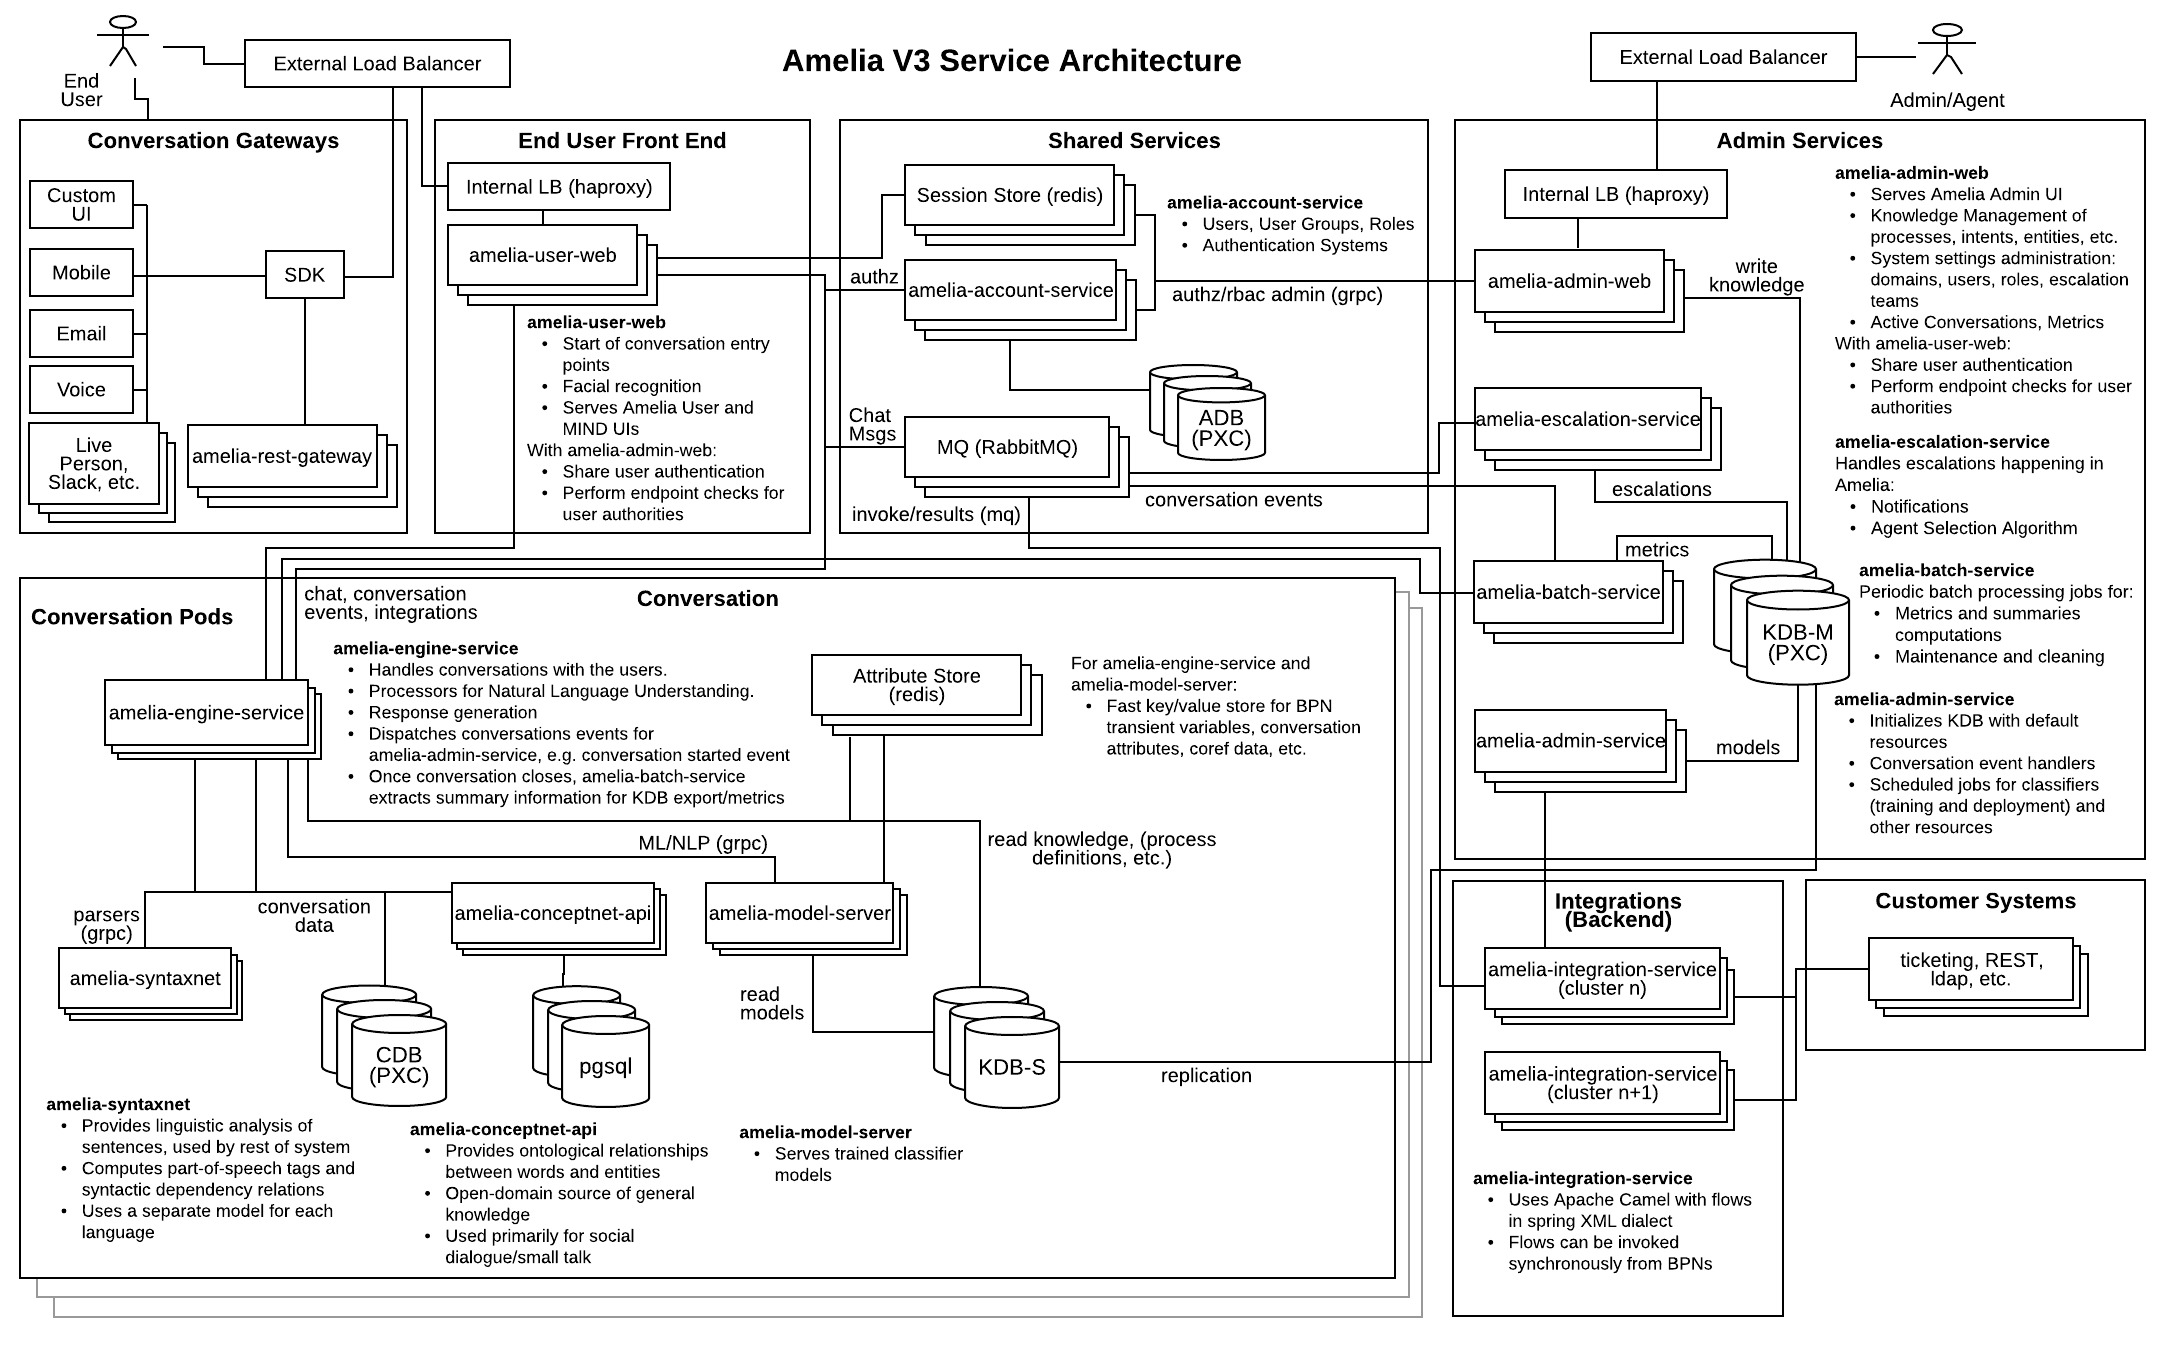 Amelia V3 Service Architecture
End
User
External Load Balancer
External Load Balancer
Admin/Agent
Conversation Gateways
Custom
UI
Mobile
Email
Voice
Live
Person,
Slack, etc.
SDK
amelia-rest-gateway
End User Front End
Internal LB (haproxy)
amelia-user-web
amelia-user-web
• Start of conversation entry
points
• Facial recognition
• Serves Amelia User and
MIND UIs
With amelia-admin-web:
• Share user authentication
• Perform endpoint checks for
user authorities
Shared Services
Session Store (redis)
amelia-account-service
• Users, User Groups, Roles
• Authentication Systems
authz
amelia-account-service
authz/rbac admin (grpc)
ADB
(PXC)
Chat
Msgs
MQ (RabbitMQ)
conversation events
invoke/results (mq)
Admin Services
Internal LB (haproxy)
amelia-admin-web
write
knowledge
amelia-escalation-service
escalations
metrics
amelia-batch-service
KDB-M
(PXC)
amelia-admin-service
models
amelia-admin-web
• Serves Amelia Admin UI
• Knowledge Management of
processes, intents, entities, etc.
• System settings administration:
domains, users, roles, escalation
teams
• Active Conversations, Metrics
With amelia-user-web:
• Share user authentication
• Perform endpoint checks for user
authorities
amelia-escalation-service
Handles escalations happening in
Amelia:
• Notifications
• Agent Selection Algorithm
amelia-batch-service
Periodic batch processing jobs for:
• Metrics and summaries
computations
• Maintenance and cleaning
amelia-admin-service
• Initializes KDB with default
resources
• Conversation event handlers
• Scheduled jobs for classifiers
(training and deployment) and
other resources
Conversation Pods
chat, conversation
events, integrations
Conversation
amelia-engine-service
amelia-engine-service
• Handles conversations with the users.
• Processors for Natural Language Understanding.
• Response generation
• Dispatches conversations events for
amelia-admin-service, e.g. conversation started event
• Once conversation closes, amelia-batch-service
extracts summary information for KDB export/metrics
Attribute Store
(redis)
For amelia-engine-service and
amelia-model-server:
• Fast key/value store for BPN
transient variables, conversation
attributes, coref data, etc.
ML/NLP (grpc)
read knowledge, (process
definitions, etc.)
parsers
(grpc)
conversation
data
amelia-conceptnet-api
amelia-model-server
amelia-syntaxnet
CDB
(PXC)
pgsql
read
models
KDB-S
replication
amelia-syntaxnet
• Provides linguistic analysis of
sentences, used by rest of system
• Computes part-of-speech tags and
syntactic dependency relations
• Uses a separate model for each
language
amelia-conceptnet-api
• Provides ontological relationships
between words and entities
• Open-domain source of general
knowledge
• Used primarily for social
dialogue/small talk
amelia-model-server
• Serves trained classifier
models
Integrations
(Backend)
amelia-integration-service
(cluster n)
amelia-integration-service
(cluster n+1)
amelia-integration-service
• Uses Apache Camel with flows
in spring XML dialect
• Flows can be invoked
synchronously from BPNs
Customer Systems
ticketing, REST,
ldap, etc.